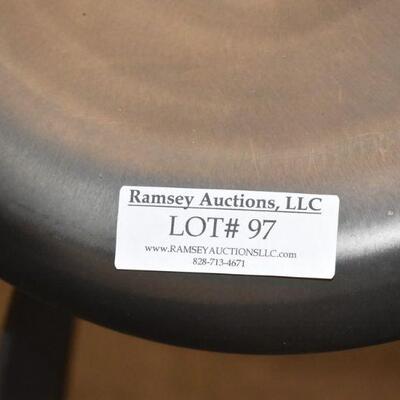 Ramsey Auctions, LLC
LOT# 97
www.RAMSEYAUCTIONSLLC.com
828-713-4671